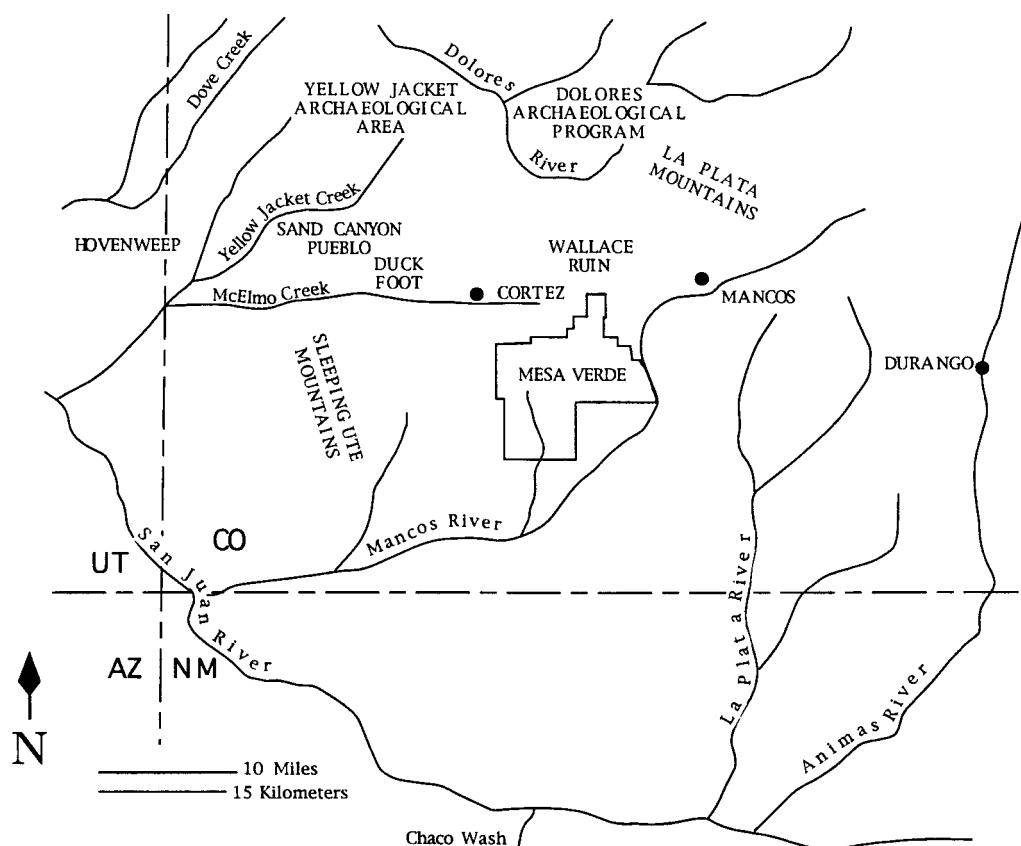 Dove Creek
Dolores
YELLOW JACKET
ARCHAEOLOGICAL
AREA
DOLORES
ARCHAEOLOGICAL
PROGRAM
River
LA PLATA
MOUNTAINS
Yellow Jacket Creek
HOVENWEEP
SAND CANYON
PUEBLO
WALLACE
RUIN
DUCK
FOOT
McElmo Creek
CORTEZ
MANCOS
SLEEPING UTE
MOUNTAINS
MESA VERDE
DURANGO
Mancos River
CO
UT
San Juan
River
La Plata River
AZ
NM
Animas River
N
10 Miles
15 Kilometers
Chaco Wash